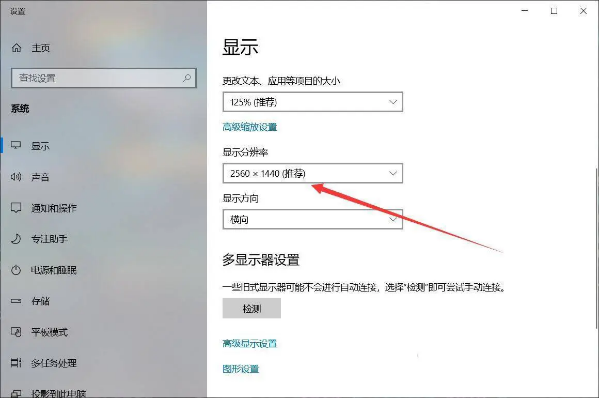 设置
主页
查找设置
系统
显示
声音
通知和操作
专注助手
电源和睡眠
存储
平板模式
多任务处理
投影到此电脑
显示
更改文本、应用等项目的大小
125% (推荐)
高级缩放设置
显示分辨率
2560 × 1440 (推荐)
显示方向
横向
多显示器设置
一些旧式显示器可能不会进行自动连接，选择"检测"即可尝试手动连接。
检测
高级显示设置
图形设置